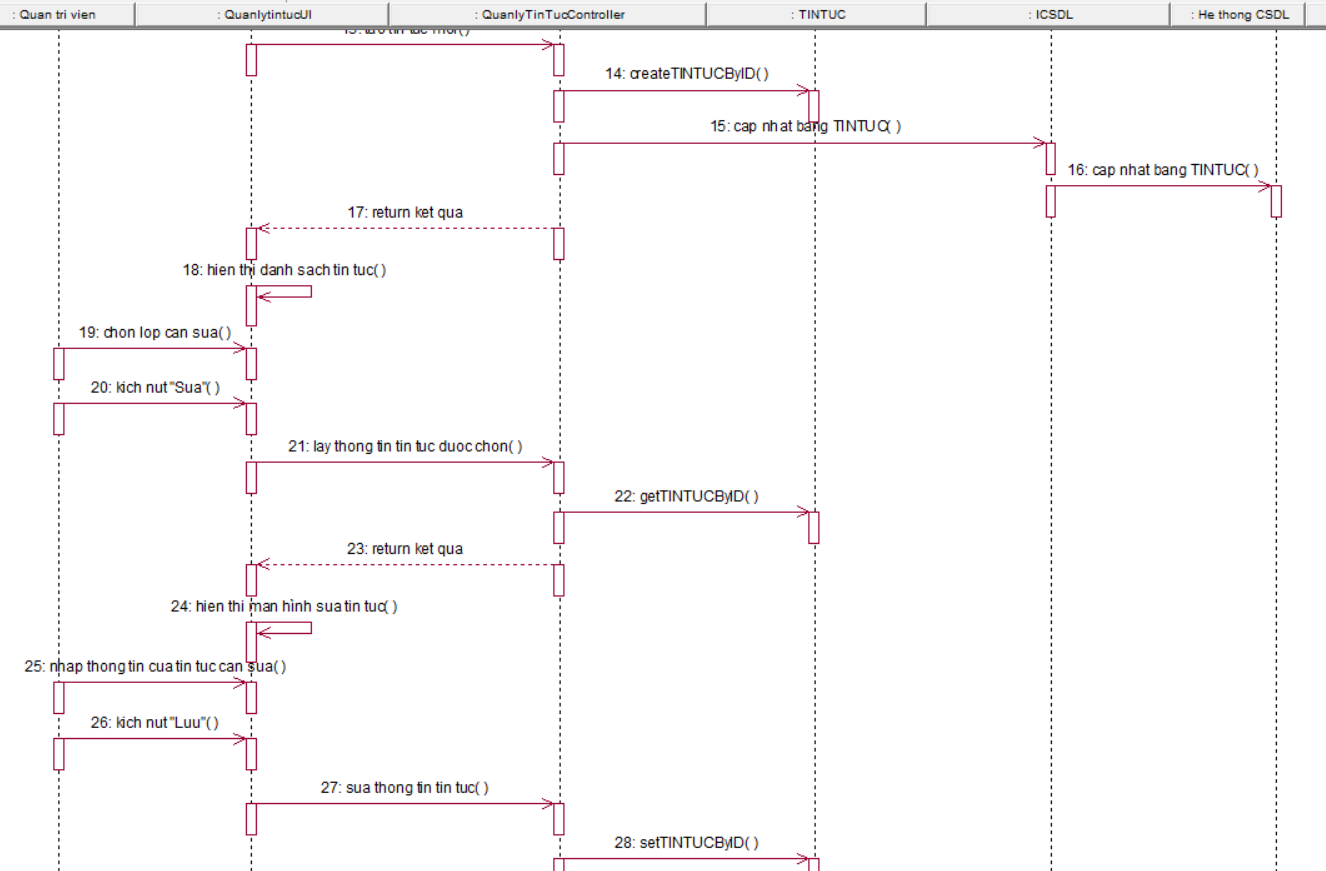 : Quan tri vien
: QuanlytintucUI
: QuanlyTinTucController
: TINTUC
: ICSDL
: He thong CSDL
14: createTINTUCByID( )
15: cap nhat bang TINTUC( )
16: cap nhat bang TINTUC( )
17: return ket qua
18: hien thi danh sach tin tuc( )
19: chon lop can sua( )
20: kich nut "Sua"( )
21: lay thong tin tin tuc duoc chon( )
22: getTINTUCByID( )
23: return ket qua
24: hien thi man hình sua tin tuc( )
25: nhap thong tin cua tin tuc can sua( )
26: kich nut "Luu"( )
27: sua thong tin tin tuc( )
28: setTINTUCByID( )